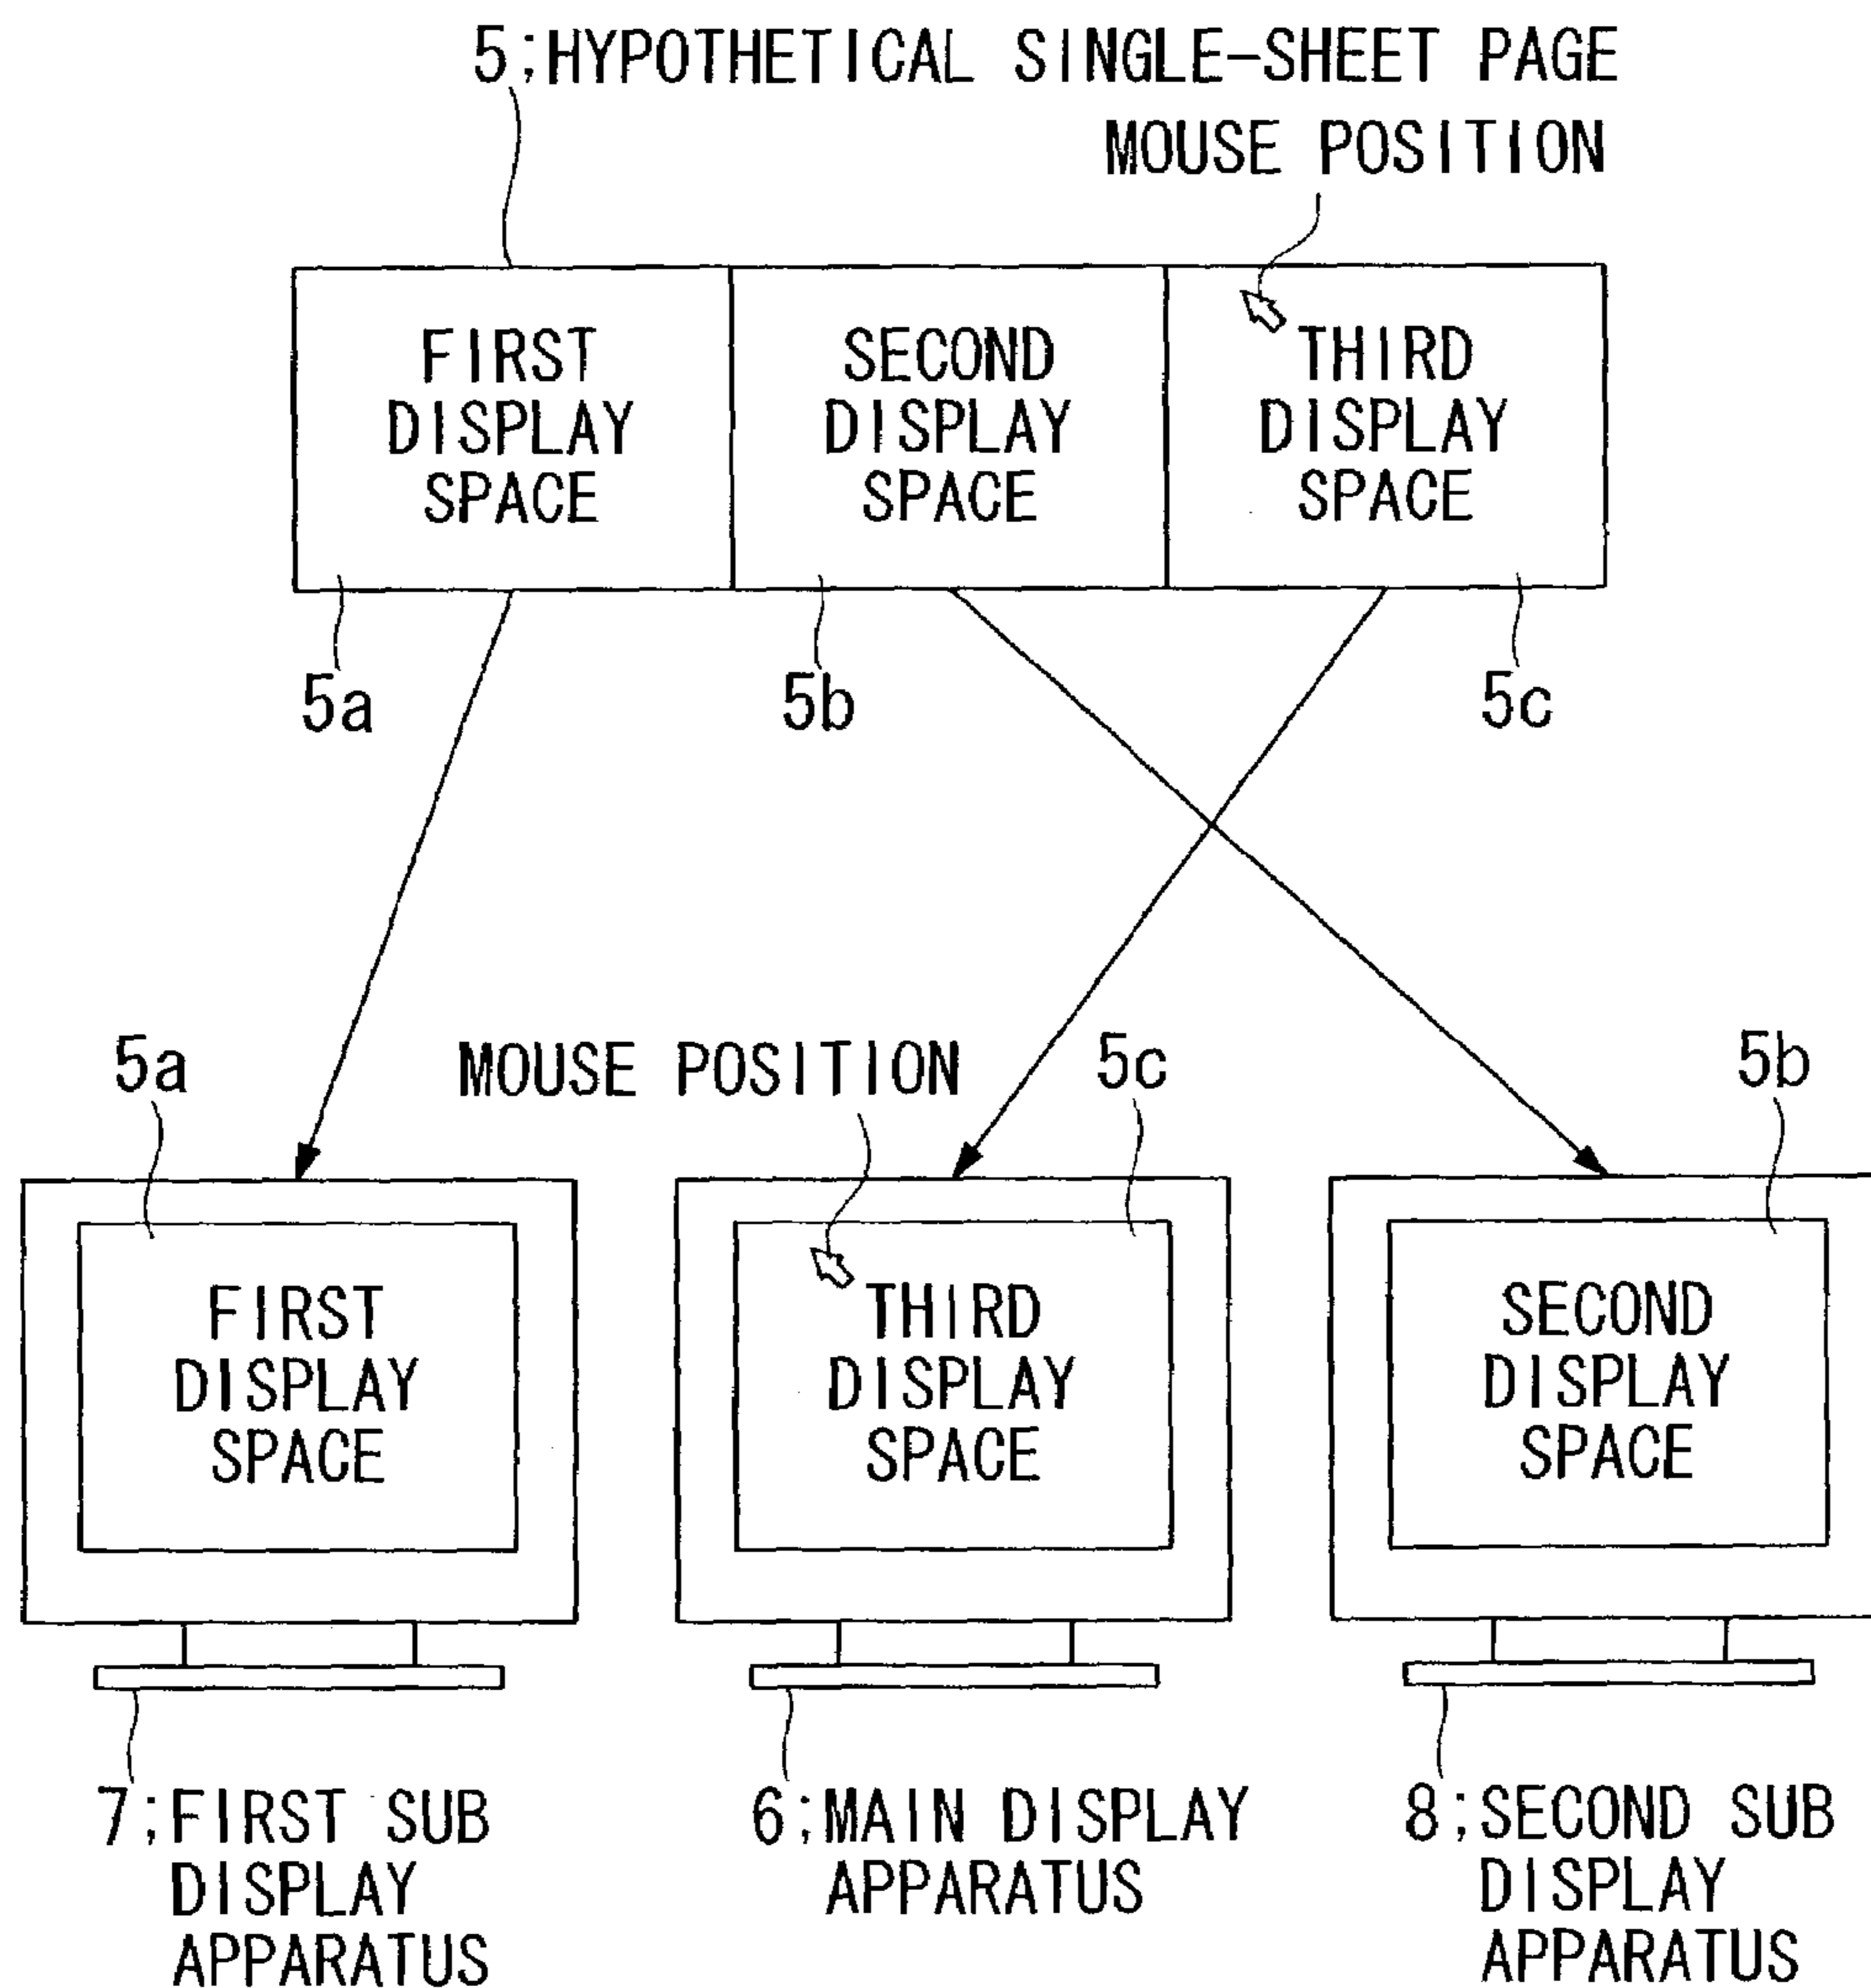 5;HYPOTHETICAL SINGLE-SHEET PAGE
MOUSE POSITION
FIRST
DISPLAY
SPACE
SECOND
DISPLAY
SPACE
THIRD
DISPLAY
SPACE
5a
5b
5c
5a
MOUSE POSITION
5c
5b
FIRST
DISPLAY
SPACE
THIRD
DISPLAY
SPACE
SECOND
DISPLAY
SPACE
7;FIRST SUB
DISPLAY
APPARATUS
6;MAIN DISPLAY
APPARATUS
8;SECOND SUB
DISPLAY
APPARATUS